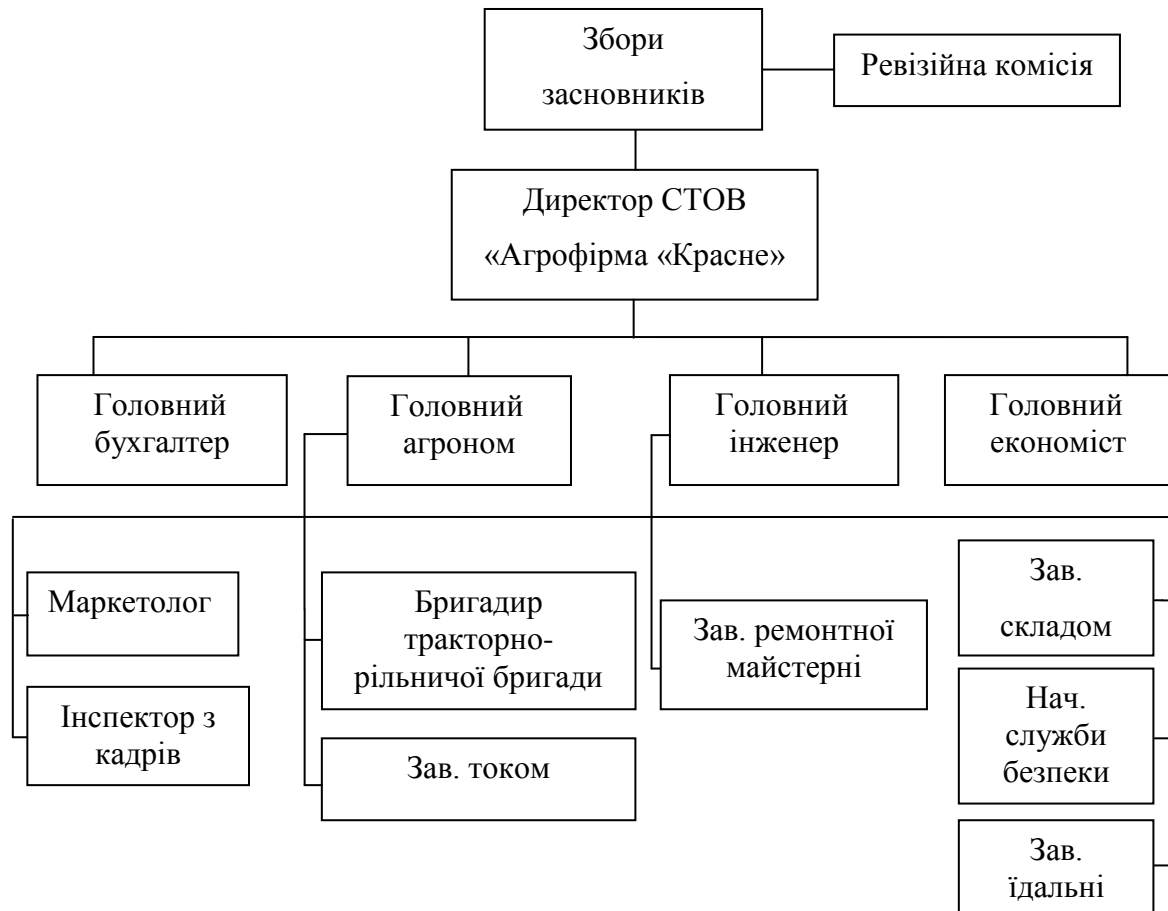 Збори
засновників
Ревізійна комісія
Директор СТОВ
«Агрофірма «Красне»
Головний
бухгалтер
Головний
агроном
Головний
інженер
Головний
економіст
Маркетолог
Інспектор з
кадрів
Бригадир
тракторно-
рільничої бригади
Зав. током
Зав. ремонтної
майстерні
Зав.
складом
Нач.
служби
безпеки
Зав.
їдальні